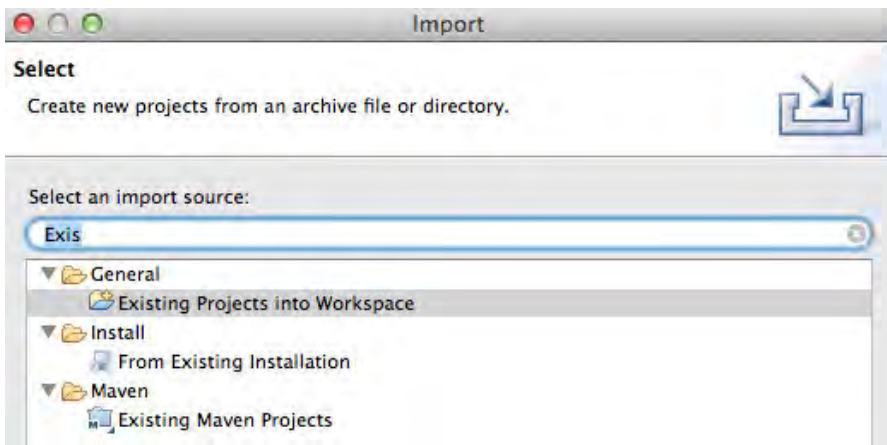 Import
Select
Create new projects from an archive file or directory.
Select an import source:
Exis
General
Existing Projects into Workspace
Install
From Existing Installation
Maven
M Existing Maven Projects